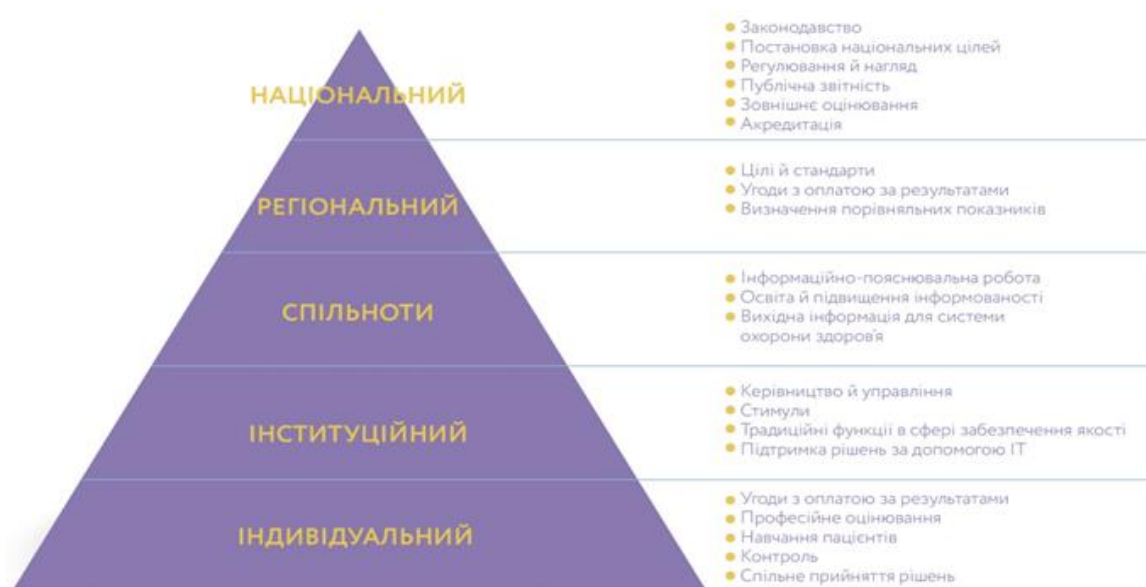 НАЦІОНАЛЬНИЙ
Законодавство
Постановка національних цілей
Регулювання й нагляд
Публічна звітність
Зовнішнє оцінювання
Акредитація
РЕГІОНАЛЬНИЙ
Цілі й стандарти
Угоди з оплатою за результатами
Визначення порівняльних показників
СПІЛЬНОТИ
Інформаційно-пояснювальна робота
Освіта й підвищення інформованості
Вихідна інформація для системи
охорони здоров'я
ІНСТИТУЦІЙНИЙ
Керівництво й управління
Стимули
Традиційні функції в сфері забезпечення якості
Підтримка рішень за допомогою ІТ
ІНДИВІДУАЛЬНИЙ
Угоди з оплатою за результатами
Професійне оцінювання
Навчання пацієнтів
Контроль
Спільне прийняття рішень